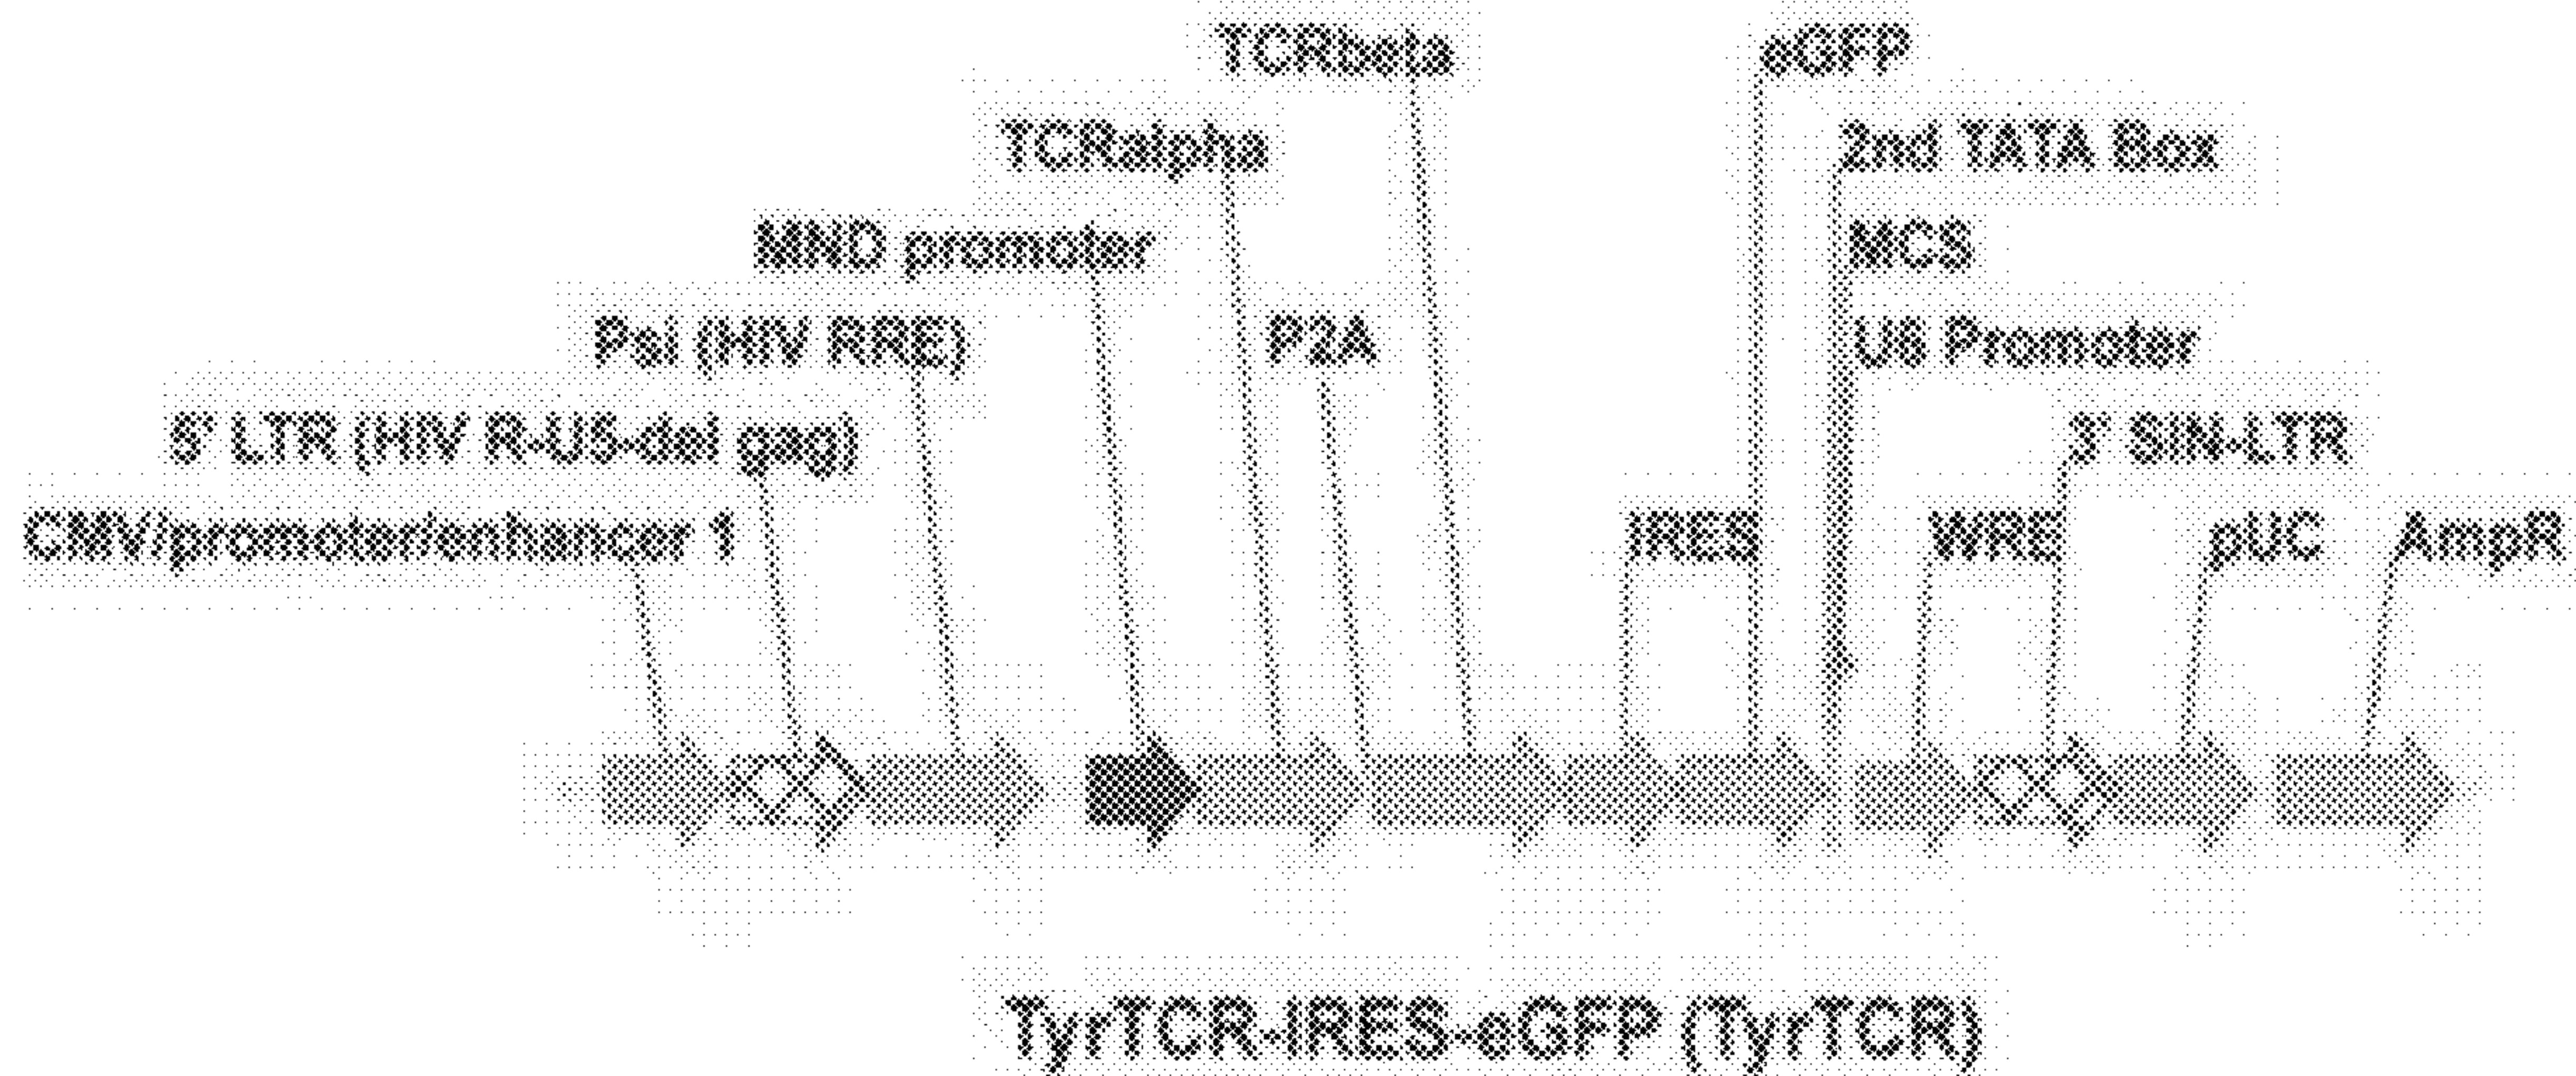 TCRbeta
eGFP
TCRalpha
2nd TATA Box
MND promoter
MCS
Psi (HIV RRE)
P2A
U6 Promoter
5' LTR (HIV R-U5-del gag)
3' SIN-LTR
CMV/promoter/enhancer 1
IRES
WRE
pUC
AmpR
TyrTCR-IRES-eGFP (TyrTCR)